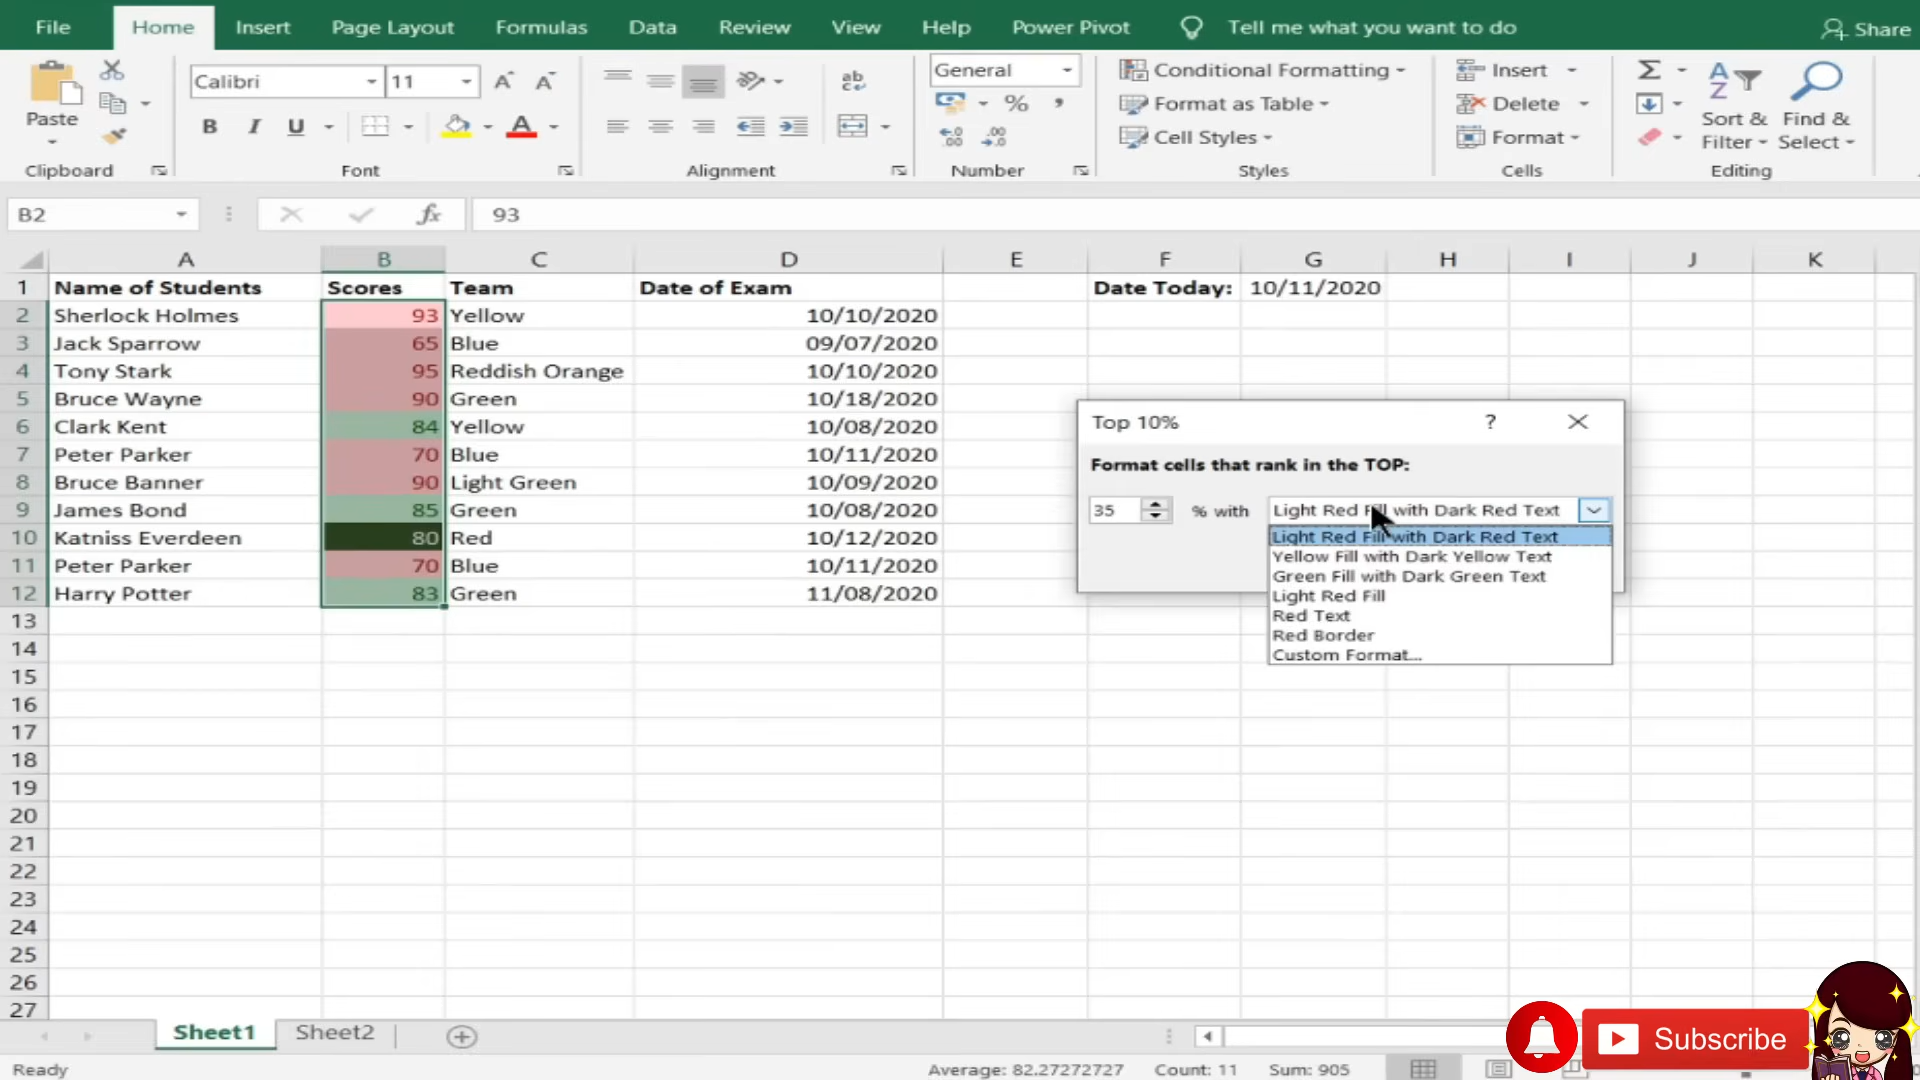 File Home Insert Page Layout Formulas Data Review View Help Power Pivot Tell me what you want to do Share
Paste
Clipboard
Calibri 11
B I U
Font
Alignment
General
%
Number
Conditional Formatting
Format as Table
Cell Styles
Styles
Insert
Delete
Format
Cells
Sort & Filter
Find & Select
Editing
B2 fx 93
A B C D E F G H I J K
1 Name of Students Scores Team Date of Exam Date Today: 10/11/2020
2 Sherlock Holmes 93 Yellow 10/10/2020
3 Jack Sparrow 65 Blue 09/07/2020
4 Tony Stark 95 Reddish Orange 10/10/2020
5 Bruce Wayne 90 Green 10/18/2020
6 Clark Kent 84 Yellow 10/08/2020
7 Peter Parker 70 Blue 10/11/2020
8 Bruce Banner 90 Light Green 10/09/2020
9 James Bond 85 Green 10/08/2020
10 Katniss Everdeen 80 Red 10/12/2020
11 Peter Parker 70 Blue 10/11/2020
12 Harry Potter 83 Green 11/08/2020
13
14
15
16
17
18
19
20
21
22
23
24
25
26
27
Top 10% ?
Format cells that rank in the TOP:
35 % with Light Red Fill with Dark Red Text
Light Red Fill with Dark Red Text
Yellow Fill with Dark Yellow Text
Green Fill with Dark Green Text
Light Red Fill
Red Text
Red Border
Custom Format...
Sheet1 Sheet2
Subscribe
Ready Average: 82.27272727 Count: 11 Sum: 905